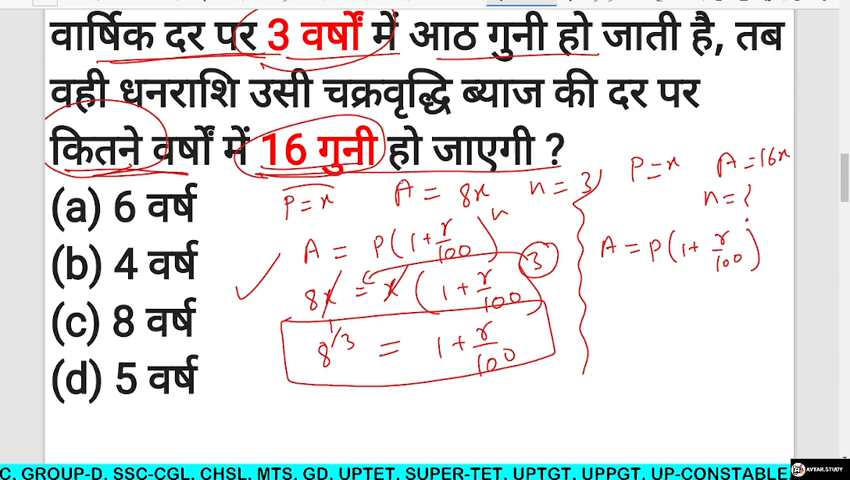 वार्षिक दर पर 3 वर्षों में आठ गुनी हो जाती है, तब
वही धनराशि उसी चक्रवृद्धि ब्याज की दर पर
कितने वर्षों में 16 गुनी हो जाएगी ?
(a) 6 वर्ष
(b) 4 वर्ष
(c) 8 वर्ष
(d) 5 वर्ष
P=x A = 8x n = 3
A = P(1+r/100)^n
8x = x(1+r/100)^3
8^1/3 = 1+r/100
P=x A=16x
n=?
A=P(1+r/100)
C, GROUP-D, SSC-CGL, CHSL, MTS, GD, UPTET, SUPER-TET, UPTGT, UPPGT, UP-CONSTABLE,
AVTAR.STUDY